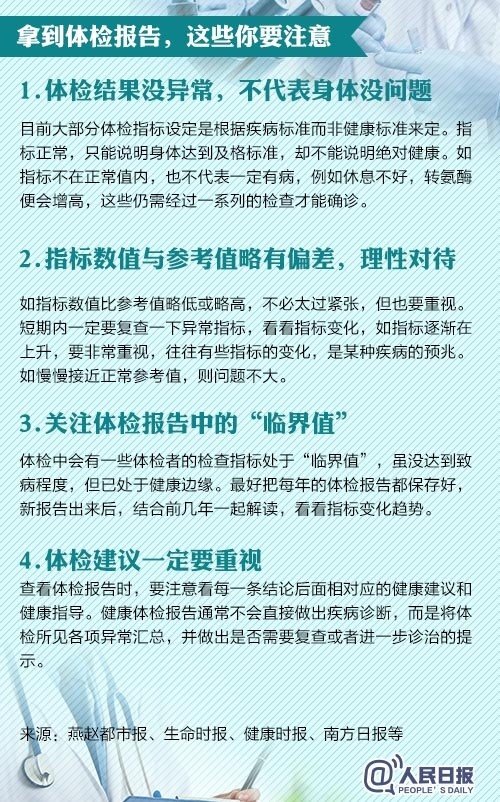 拿到体检报告，这些你要注意
1.体检结果没异常，不代表身体没问题
目前大部分体检指标设定是根据疾病标准而非健康标准来定。指
标正常，只能说明身体达到及格标准，却不能说明绝对健康。如
指标不在正常值内，也不代表一定有病，例如休息不好，转氨酶
便会增高，这些仍需经过一系列的检查才能确诊。
2.指标数值与参考值略有偏差，理性对待
如指标数值比参考值略低或略高，不必太过紧张，但也要重视。
短期内一定要复查一下异常指标，看看指标变化，如指标逐渐在
上升，要非常重视，往往有些指标的变化，是某种疾病的预兆。
如慢慢接近正常参考值，则问题不大。
3.关注体检报告中的“临界值”
体检中会有一些体检者的检查指标处于“临界值”，虽没达到致
病程度，但已处于健康边缘。最好把每年的体检报告都保存好，
新报告出来后，结合前几年一起解读，看看指标变化趋势。
4.体检建议一定要重视
查看体检报告时，要注意看每一条结论后面相对应的健康建议和
健康指导。健康体检报告通常不会直接做出疾病诊断，而是将体
检所见各项异常汇总，并做出是否需要复查或者进一步诊治的提
示。
来源：燕赵都市报、生命时报、健康时报、南方日报等
@人民日报
PEOPLE'S DAILY